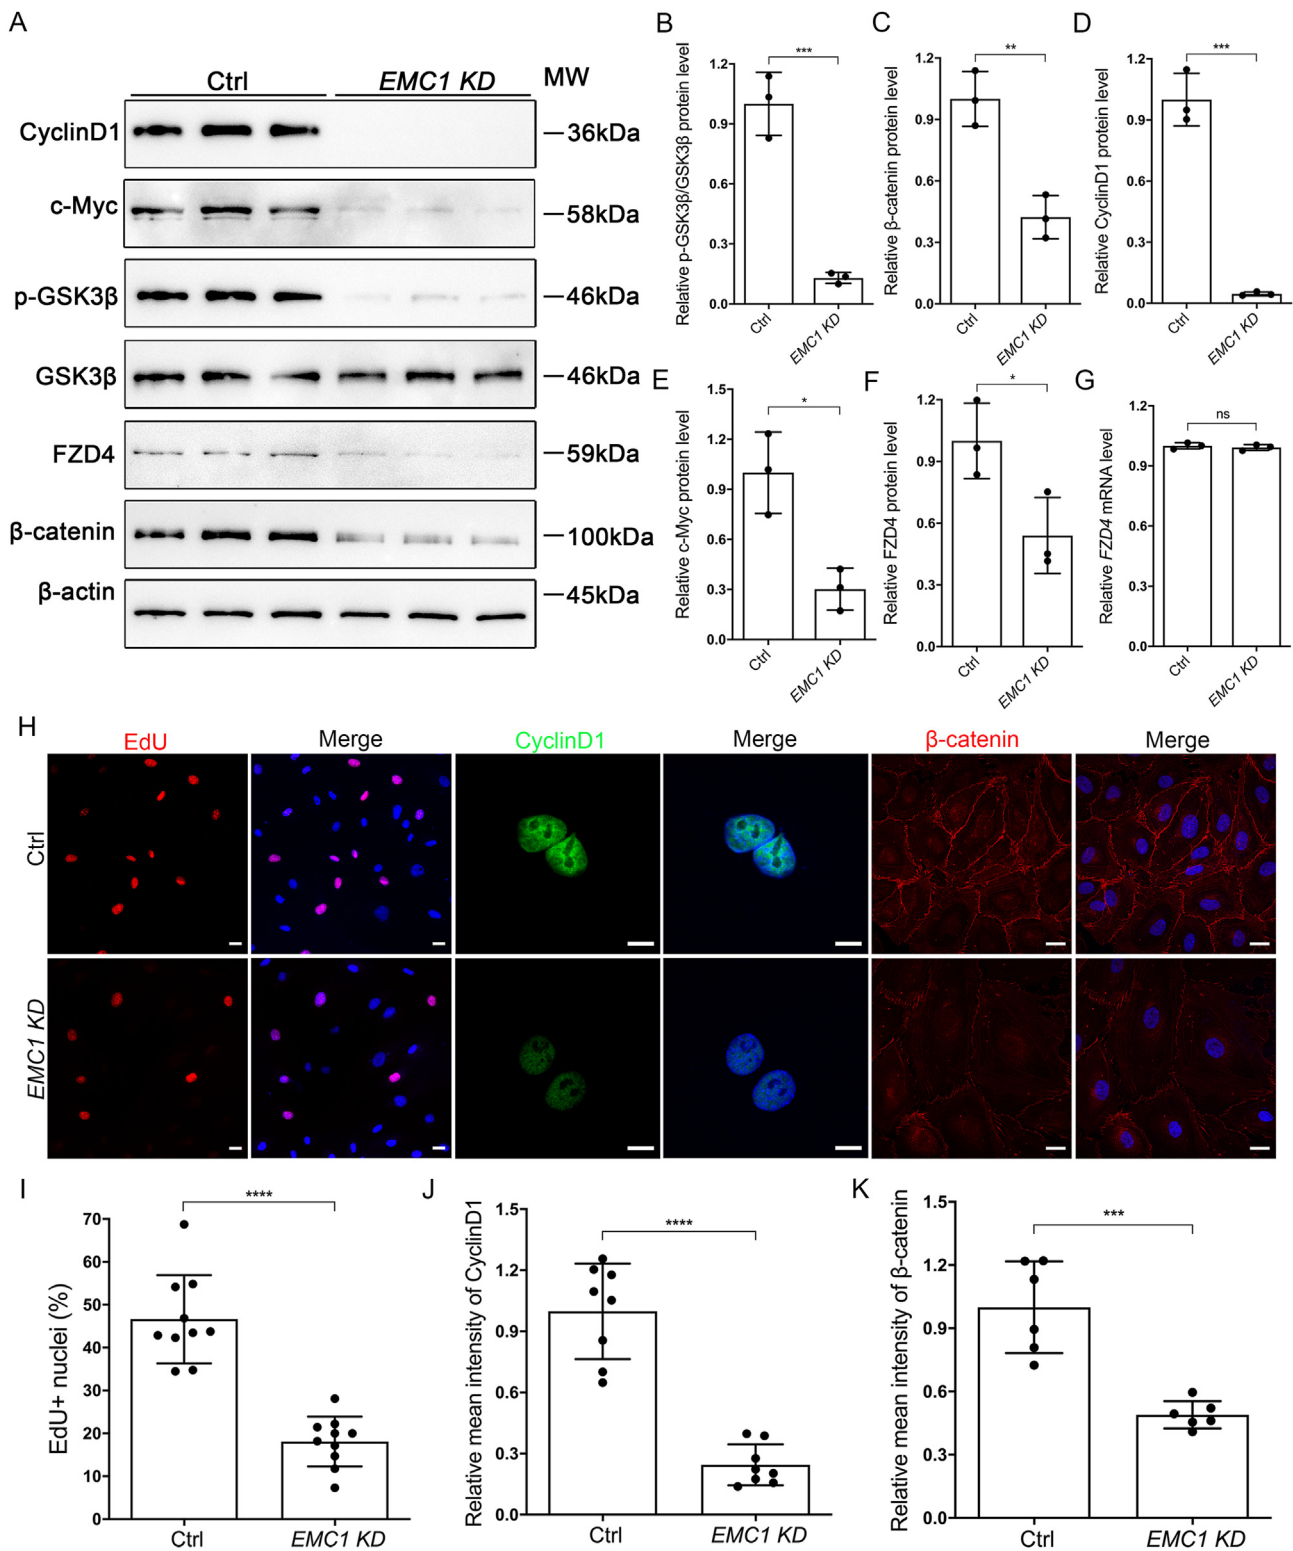 A
Ctrl
EMC1 KD
MW
CyclinD1
36kDa
c-Myc
58kDa
p-GSK3β
46kDa
GSK3β
46kDa
FZD4
59kDa
β-catenin
100kDa
β-actin
45kDa
B
Relative p-GSK3β/GSK3β protein level
***
1.2
0.9
0.6
0.3
0.0
Ctrl
EMC1 KD
C
Relative β-catenin protein level
**
1.2
0.9
0.6
0.3
0.0
Ctrl
EMC1 KD
D
Relative CyclinD1 protein level
***
1.2
0.9
0.6
0.3
0.0
Ctrl
EMC1 KD
E
Relative c-Myc protein level
*
1.5
1.2
0.9
0.6
0.3
0.0
Ctrl
EMC1 KD
F
Relative FZD4 protein level
*
1.2
0.9
0.6
0.3
0.0
Ctrl
EMC1 KD
G
Relative FZD4 mRNA level
ns
1.2
0.9
0.6
0.3
0.0
Ctrl
EMC1 KD
H
EdU
Merge
CyclinD1
Merge
β-catenin
Merge
Ctrl
EMC1 KD
I
EdU+ nuclei (%)
****
70
60
50
40
30
20
10
0
Ctrl
EMC1 KD
J
Relative mean intensity of CyclinD1
****
1.5
1.2
0.9
0.6
0.3
0.0
Ctrl
EMC1 KD
K
Relative mean intensity of β-catenin
***
1.5
1.2
0.9
0.6
0.3
0.0
Ctrl
EMC1 KD